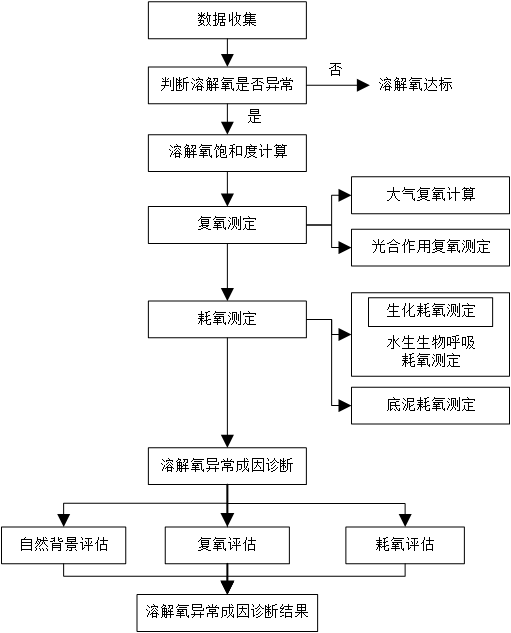 数据收集
判断溶解氧是否异常
否
溶解氧达标
是
溶解氧饱和度计算
复氧测定
大气复氧计算
光合作用复氧测定
耗氧测定
生化耗氧测定
水生生物呼吸
耗氧测定
底泥耗氧测定
溶解氧异常成因诊断
自然背景评估
复氧评估
耗氧评估
溶解氧异常成因诊断结果